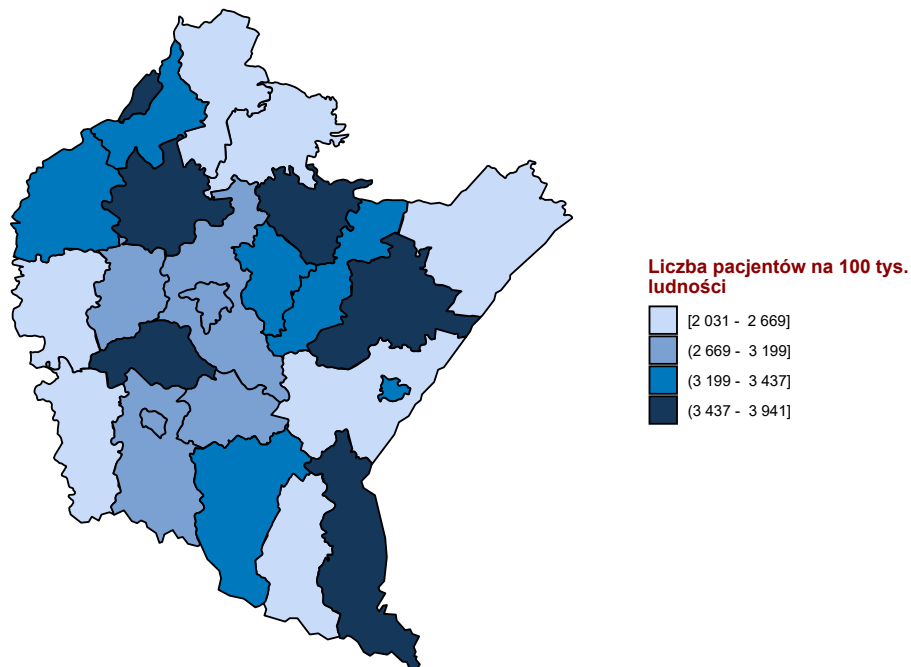 Liczba pacjentów na 100 tys.
ludności
[2 031 - 2 669]
(2 669 - 3 199]
(3 199 - 3 437]
(3 437 - 3 941]